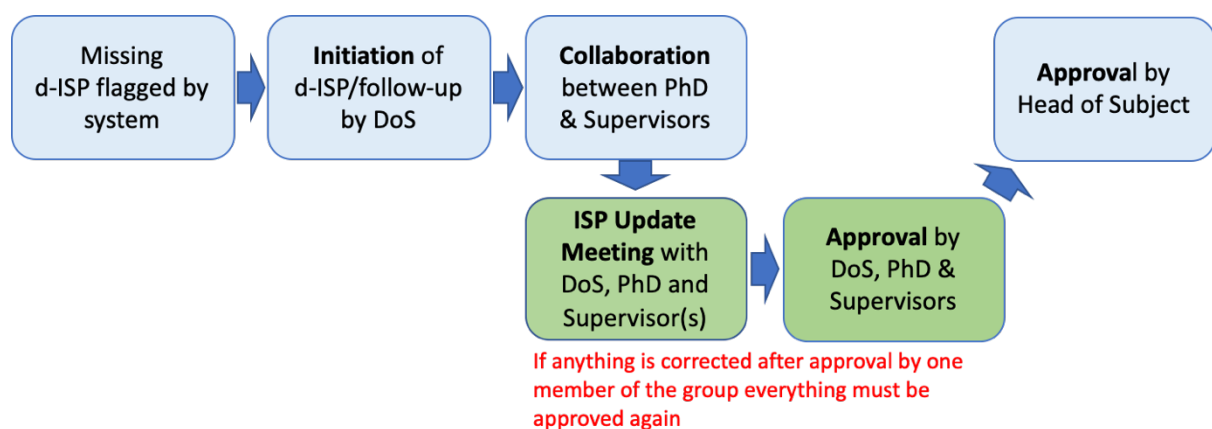 Missing
d-ISP flagged by
system
Initiation of
d-ISP/follow-up
by DoS
Collaboration
between PhD
& Supervisors
Approval by
Head of Subject
ISP Update
Meeting with
DoS, PhD and
Supervisor(s)
Approval by
DoS, PhD &
Supervisors
If anything is corrected after approval by one
member of the group everything must be
approved again